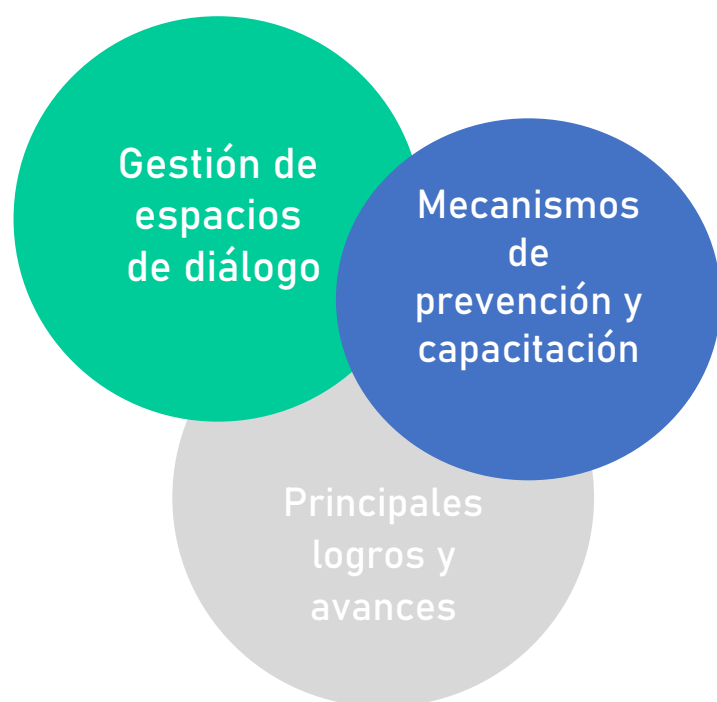 Gestión de
espacios
de diálogo
Mecanismos
de
prevención y
capacitación
Principales
logros y
avances